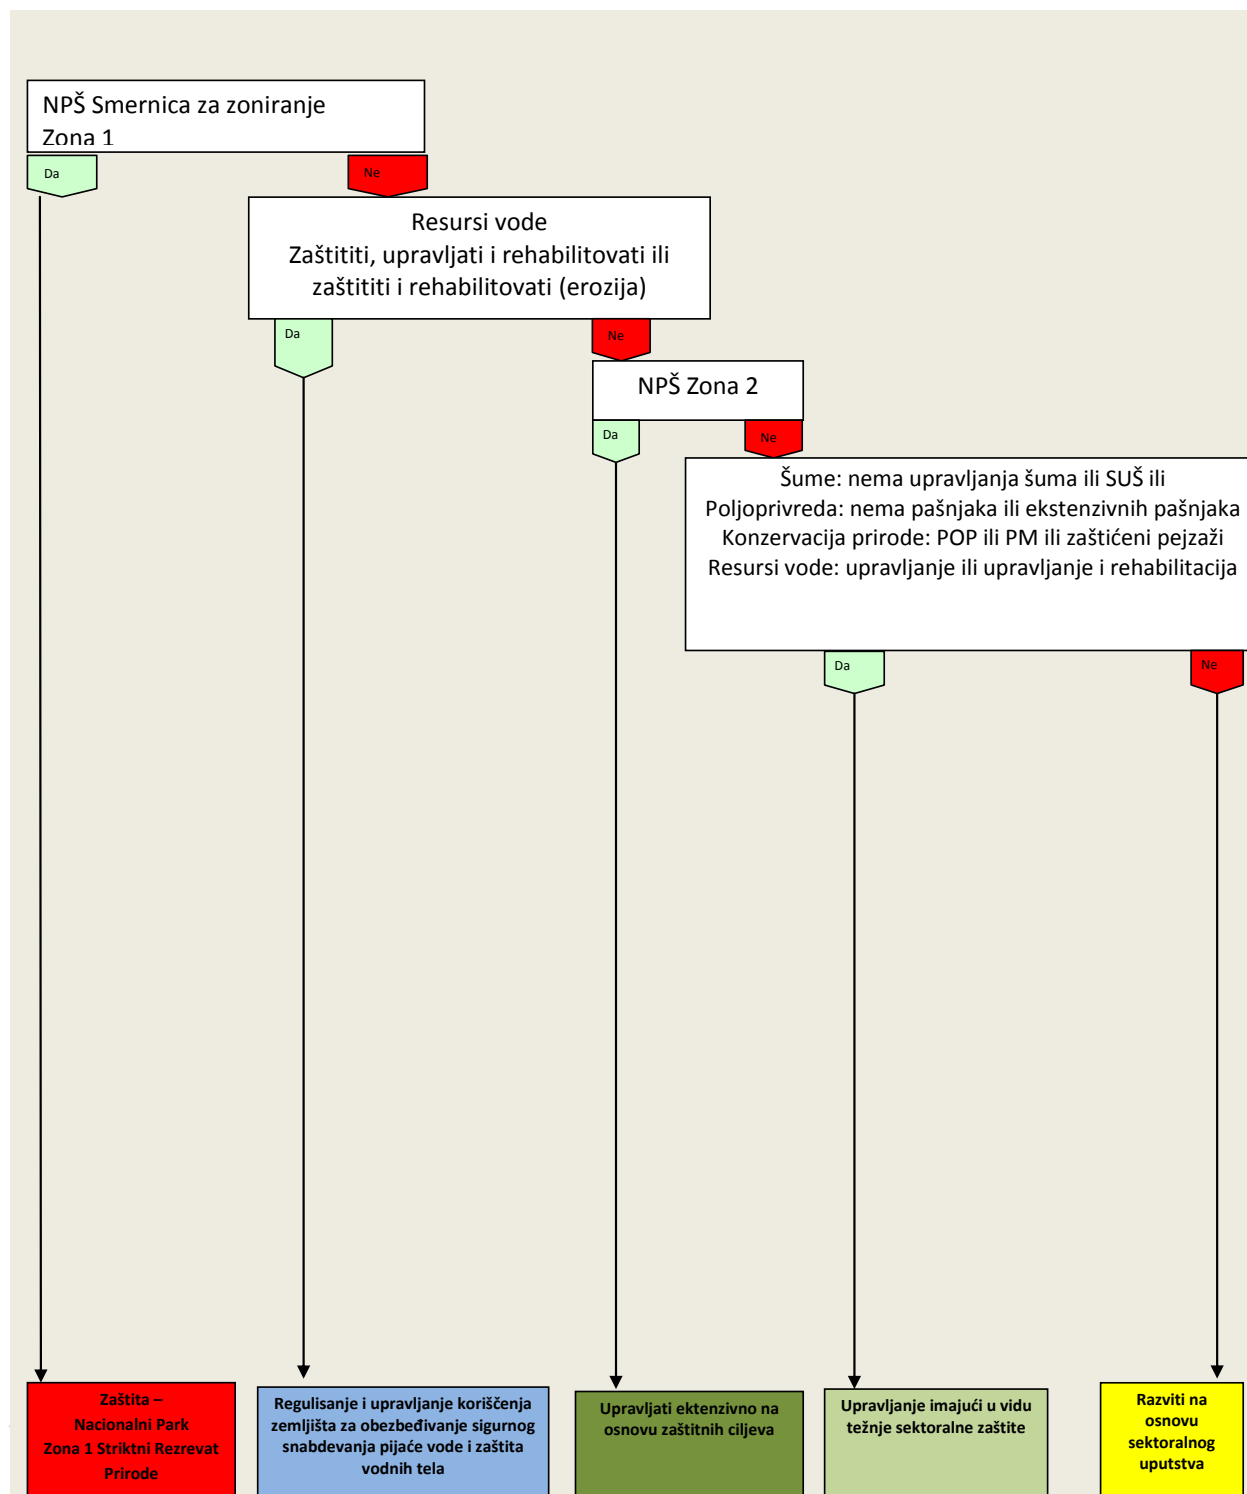 NPŠ Smernica za zoniranje
Zona 1
Da
Ne
Resursi vode
Zaštititi, upravljati i rehabilitovati ili
zaštititi i rehabilitovati (erozija)
Da
Ne
NPŠ Zona 2
Da
Ne
Šume: nema upravljanja šuma ili SUŠ ili
Poljoprivreda: nema pašnjaka ili ekstenzivnih pašnjaka
Konzervacija prirode: POP ili PM ili zaštićeni pejzaži
Resursi vode: upravljanje ili upravljanje i rehabilitacija
Da
Ne
Zaštita –
Nacionalni Park
Zona 1 Striktni Rezrevat
Prirode
Regulisanje i upravljanje koriščenja
zemljišta za obezbeđivanje sigurnog
snabdevanja pijaće vode i zaštita
vodnih tela
Upravljati ektenzivno na
osnovu zaštitnih ciljeva
Upravljanje imajući u vidu
težnje sektoralne zaštite
Razviti na
osnovu
sektoralnog
uputstva